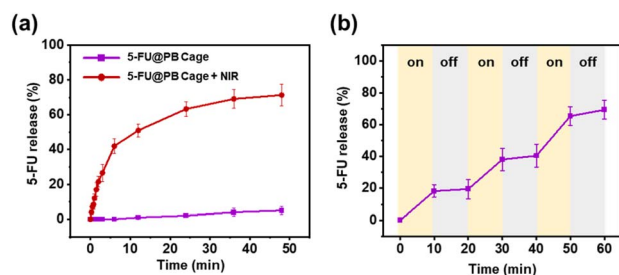 (a)
5-FU@PB Cage
5-FU@PB Cage + NIR
80
60
40
20
0
5-FU release (%)
0 10 20 30 40 50
Time (min)
(b)
on off on off on off
100
80
60
40
20
0
5-FU release (%)
0 10 20 30 40 50 60
Time (min)